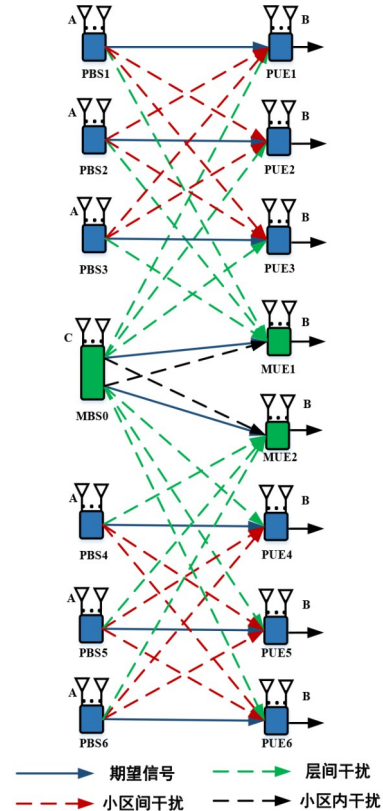 A B
PBS1 PUE1
A B
PBS2 PUE2
A B
PBS3 PUE3
C B
MUE1
MBS0
B
MUE2
A B
PBS4 PUE4
A B
PBS5 PUE5
A B
PBS6 PUE6
期望信号 层间干扰
小区间干扰 小区内干扰